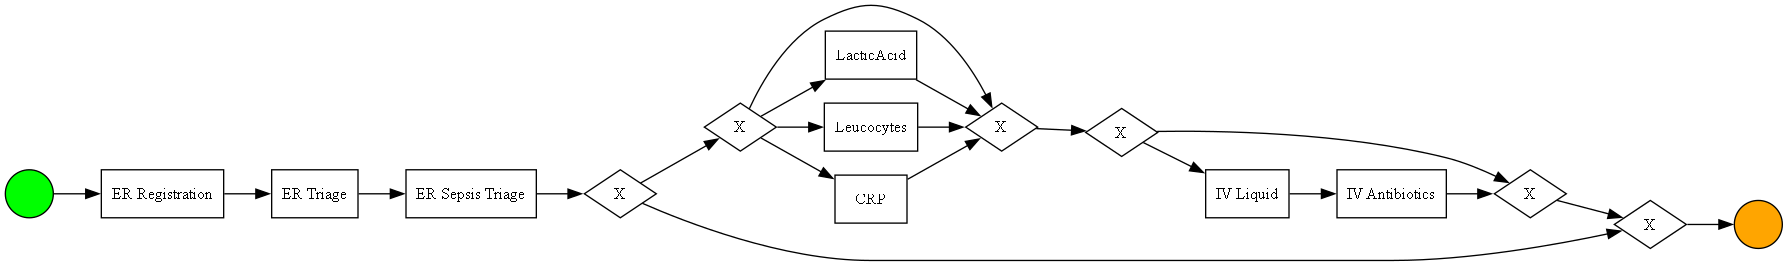 ER Registration
ER Triage
ER Sepsis Triage
X
X
LacticAcid
Leucocytes
CRP
X
X
IV Liquid
IV Antibiotics
X
X